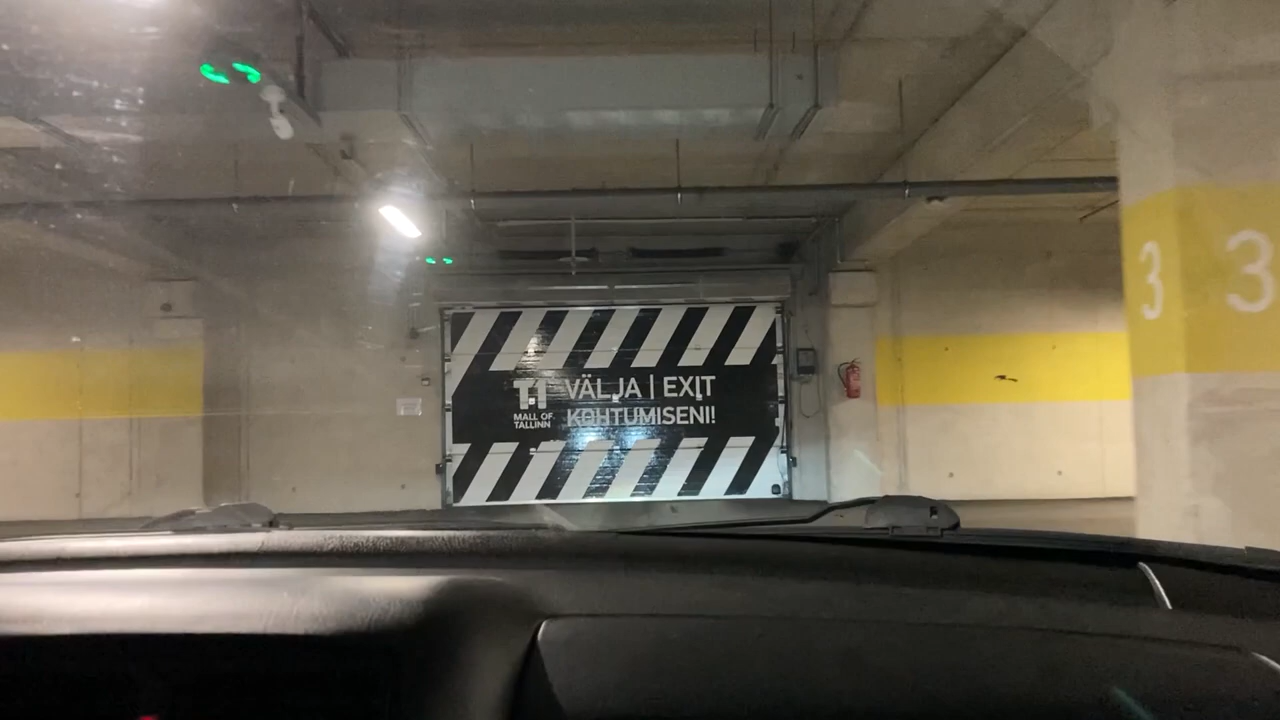 T1
MALL OF
TALLINN
VÄLJA | EXIT
KOHTUMISENI!
3
3